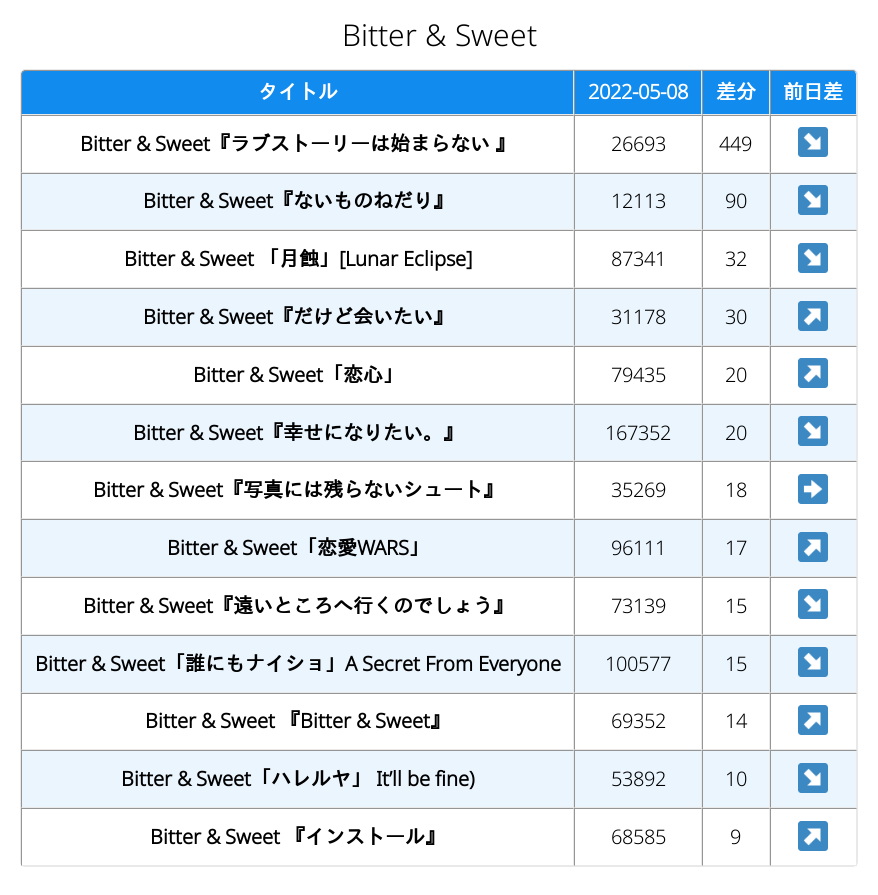 Bitter & Sweet
タイトル 2022-05-08 差分 前日差
Bitter & Sweet『ラブストーリーは始まらない 』 26693 449 ↘
Bitter & Sweet『ないものねだり』 12113 90 ↘
Bitter & Sweet 「月蝕」[Lunar Eclipse] 87341 32 ↘
Bitter & Sweet『だけど会いたい』 31178 30 ↗
Bitter & Sweet「恋心」 79435 20 ↗
Bitter & Sweet『幸せになりたい。』 167352 20 ↘
Bitter & Sweet『写真には残らないシュート』 35269 18 ➡
Bitter & Sweet「恋愛WARS」 96111 17 ↗
Bitter & Sweet『遠いところへ行くのでしょう』 73139 15 ↘
Bitter & Sweet「誰にもナイショ」A Secret From Everyone 100577 15 ↘
Bitter & Sweet 『Bitter & Sweet』 69352 14 ↗
Bitter & Sweet「ハレルヤ」 It’ll be fine) 53892 10 ↘
Bitter & Sweet 『インストール』 68585 9 ↗